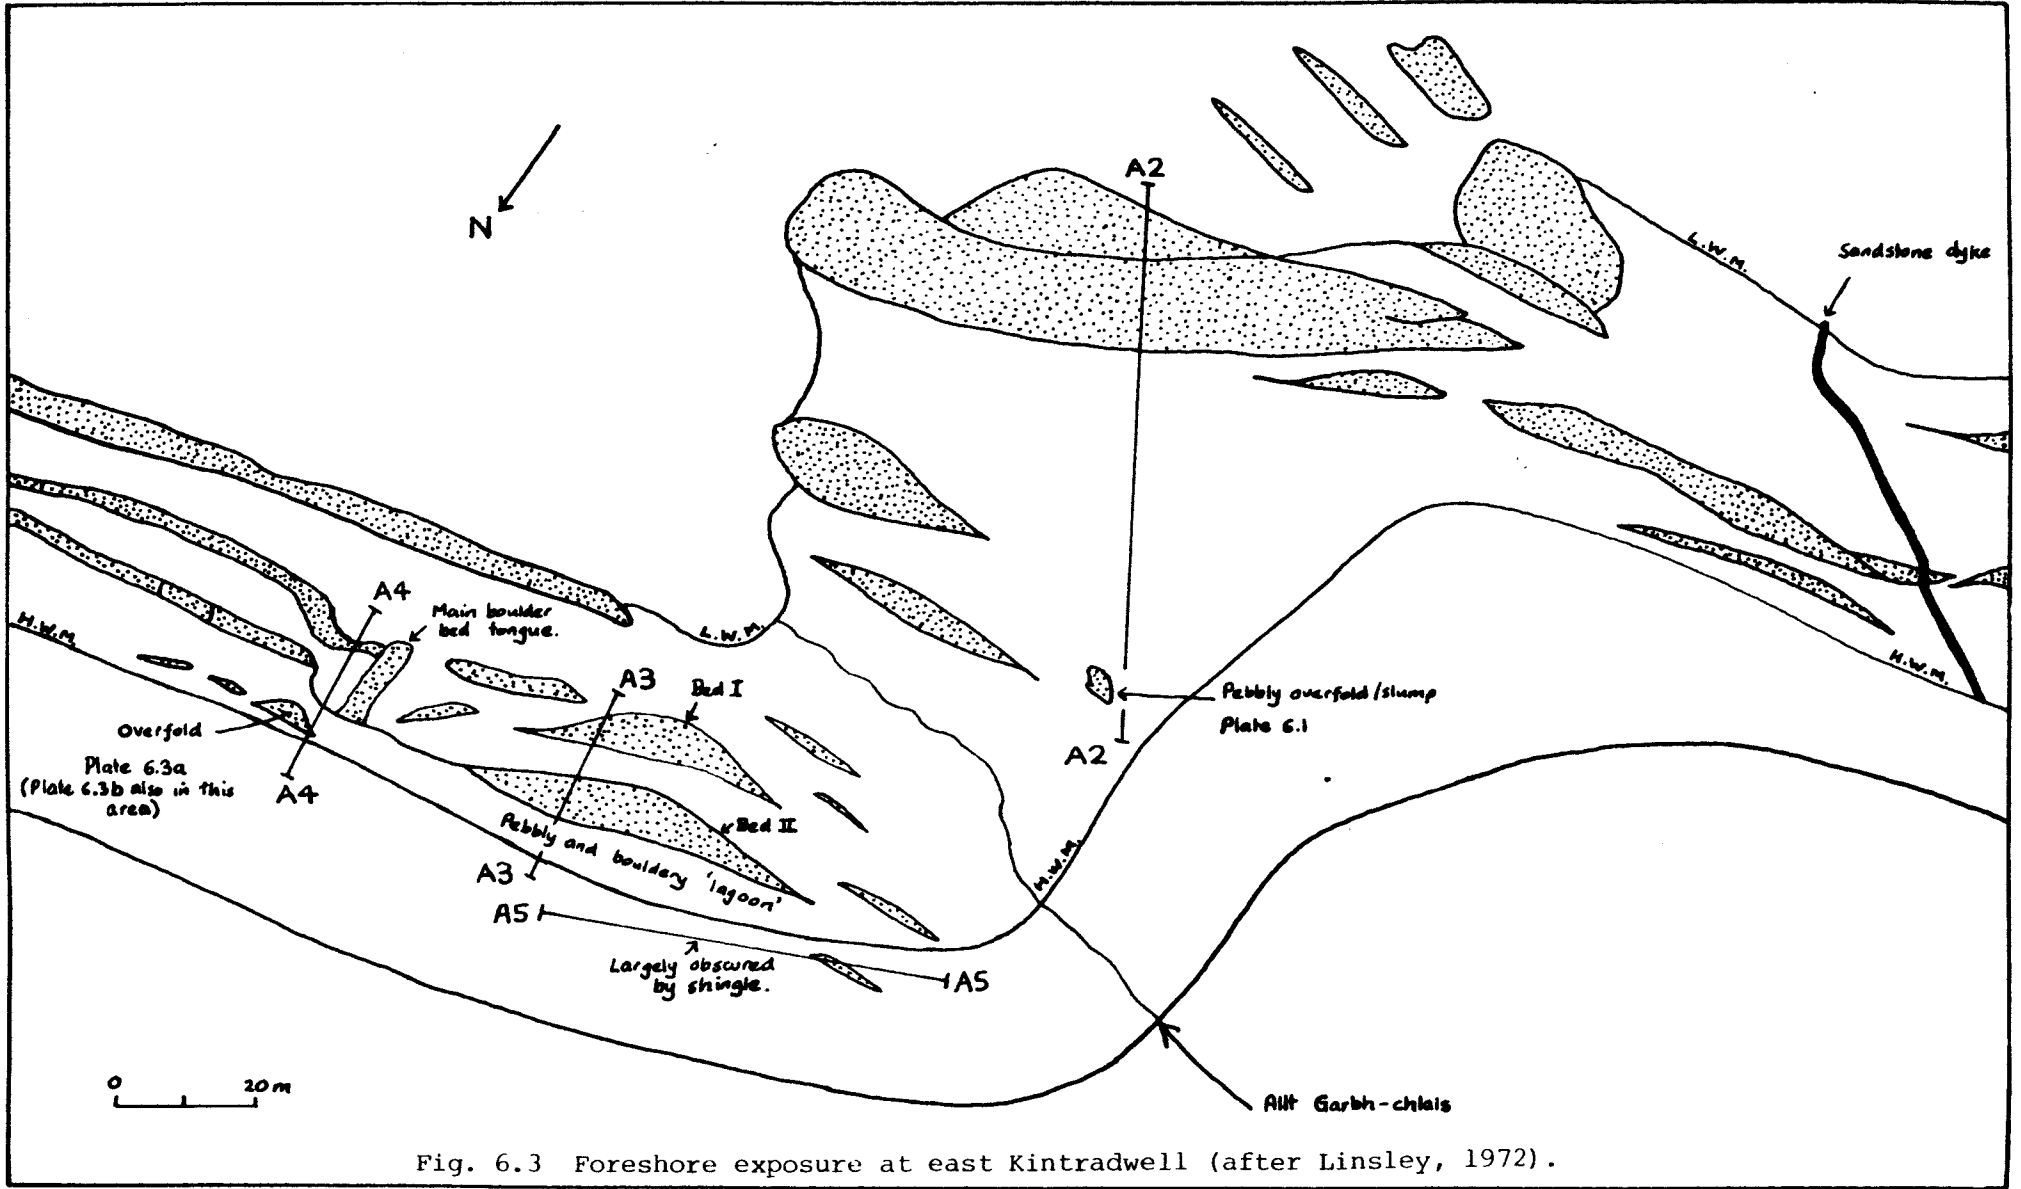 A2
N
L.W.M.
Sandstone dyke
A4
Main boulder
bed tongue.
H.W.M.
L.W.M.
A3
Bed I
Pebbly overfold/slump
Plate 6.1
H.W.M.
Overfold
A2
Plate 6.3a
(Plate 6.3b also in this
area)
A4
Bed II
Pebbly and bouldery 'lagoon'
H.W.M.
A3
A5
Largely obscured
by shingle.
A5
0 20m
Allt Garbh-chlais
Fig. 6.3 Foreshore exposure at east Kintradwell (after Linsley, 1972).